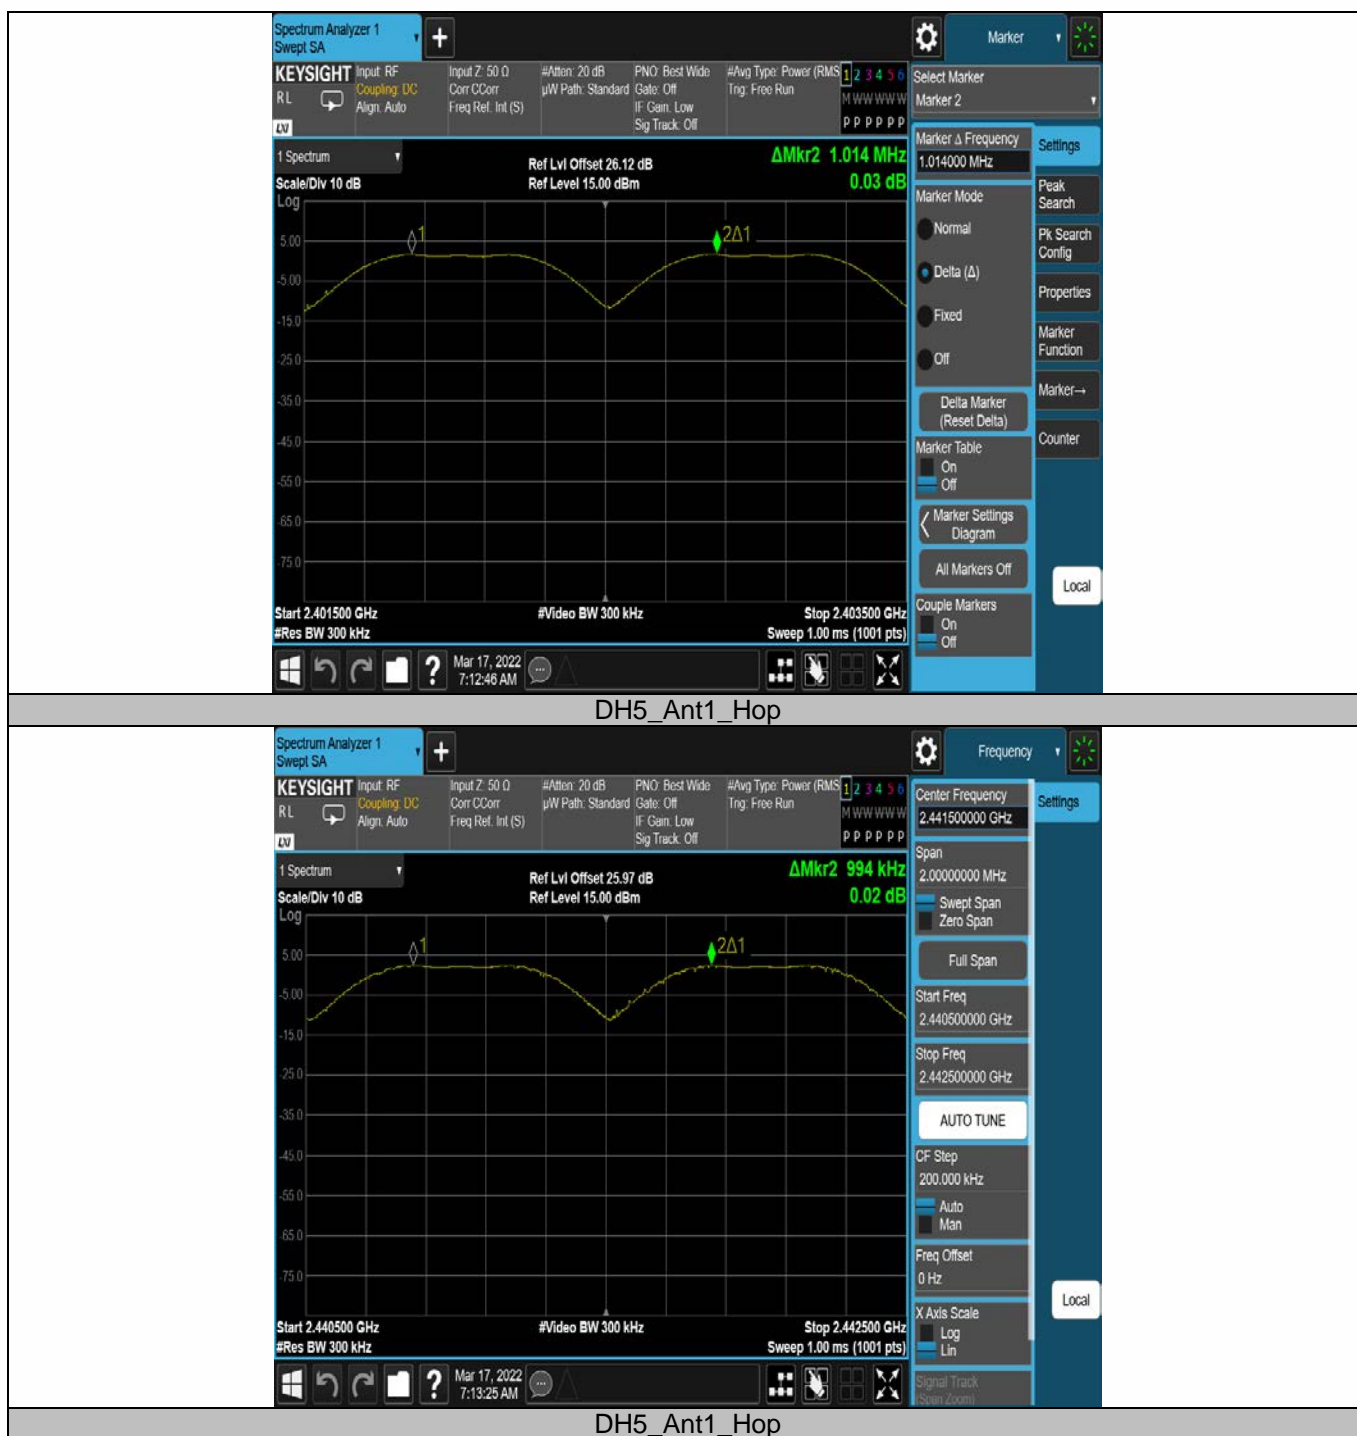 Spectrum Analyzer 1
Swept SA
+
Marker
KEYSIGHT
RL
LXI
Input: RF
Coupling: DC
Align: Auto
Input Z: 50 Ω
Corr CCorr
Freq Ref: Int (S)
#Atten: 20 dB
µW Path: Standard
PNO: Best Wide
Gate: Off
IF Gain: Low
Sig Track: Off
#Avg Type: Power (RMS
Trig: Free Run
1 2 3 4 5 6
M W W W W W
P P P P P P
Select Marker
Marker 2
Marker Δ Frequency
1.014000 MHz
Marker Mode
Normal
Delta (Δ)
Fixed
Off
Delta Marker
(Reset Delta)
Marker Table
On
Off
Marker Settings
Diagram
All Markers Off
Couple Markers
On
Off
Settings
Peak
Search
Pk Search
Config
Properties
Marker
Function
Marker→
Counter
Local
1 Spectrum
Scale/Div 10 dB
Ref Lvl Offset 26.12 dB
Ref Level 15.00 dBm
ΔMkr2 1.014 MHz
0.03 dB
Log
1
2Δ1
5.00
-5.00
-15.0
-25.0
-35.0
-45.0
-55.0
-65.0
-75.0
Start 2.401500 GHz
#Video BW 300 kHz
Stop 2.403500 GHz
#Res BW 300 kHz
Sweep 1.00 ms (1001 pts)
?
Mar 17, 2022
7:12:46 AM
DH5_Ant1_Hop
Spectrum Analyzer 1
Swept SA
+
Frequency
KEYSIGHT
RL
LXI
Input: RF
Coupling: DC
Align: Auto
Input Z: 50 Ω
Corr CCorr
Freq Ref: Int (S)
#Atten: 20 dB
µW Path: Standard
PNO: Best Wide
Gate: Off
IF Gain: Low
Sig Track: Off
#Avg Type: Power (RMS
Trig: Free Run
1 2 3 4 5 6
M W W W W W
P P P P P P
Center Frequency
2.441500000 GHz
Span
2.00000000 MHz
Swept Span
Zero Span
Full Span
Start Freq
2.440500000 GHz
Stop Freq
2.442500000 GHz
AUTO TUNE
CF Step
200.000 kHz
Auto
Man
Freq Offset
0 Hz
X Axis Scale
Log
Lin
Signal Track
(Span Zoom)
Settings
Local
1 Spectrum
Scale/Div 10 dB
Ref Lvl Offset 25.97 dB
Ref Level 15.00 dBm
ΔMkr2 994 kHz
0.02 dB
Log
1
2Δ1
5.00
-5.00
-15.0
-25.0
-35.0
-45.0
-55.0
-65.0
-75.0
Start 2.440500 GHz
#Video BW 300 kHz
Stop 2.442500 GHz
#Res BW 300 kHz
Sweep 1.00 ms (1001 pts)
?
Mar 17, 2022
7:13:25 AM
DH5_Ant1_Hop